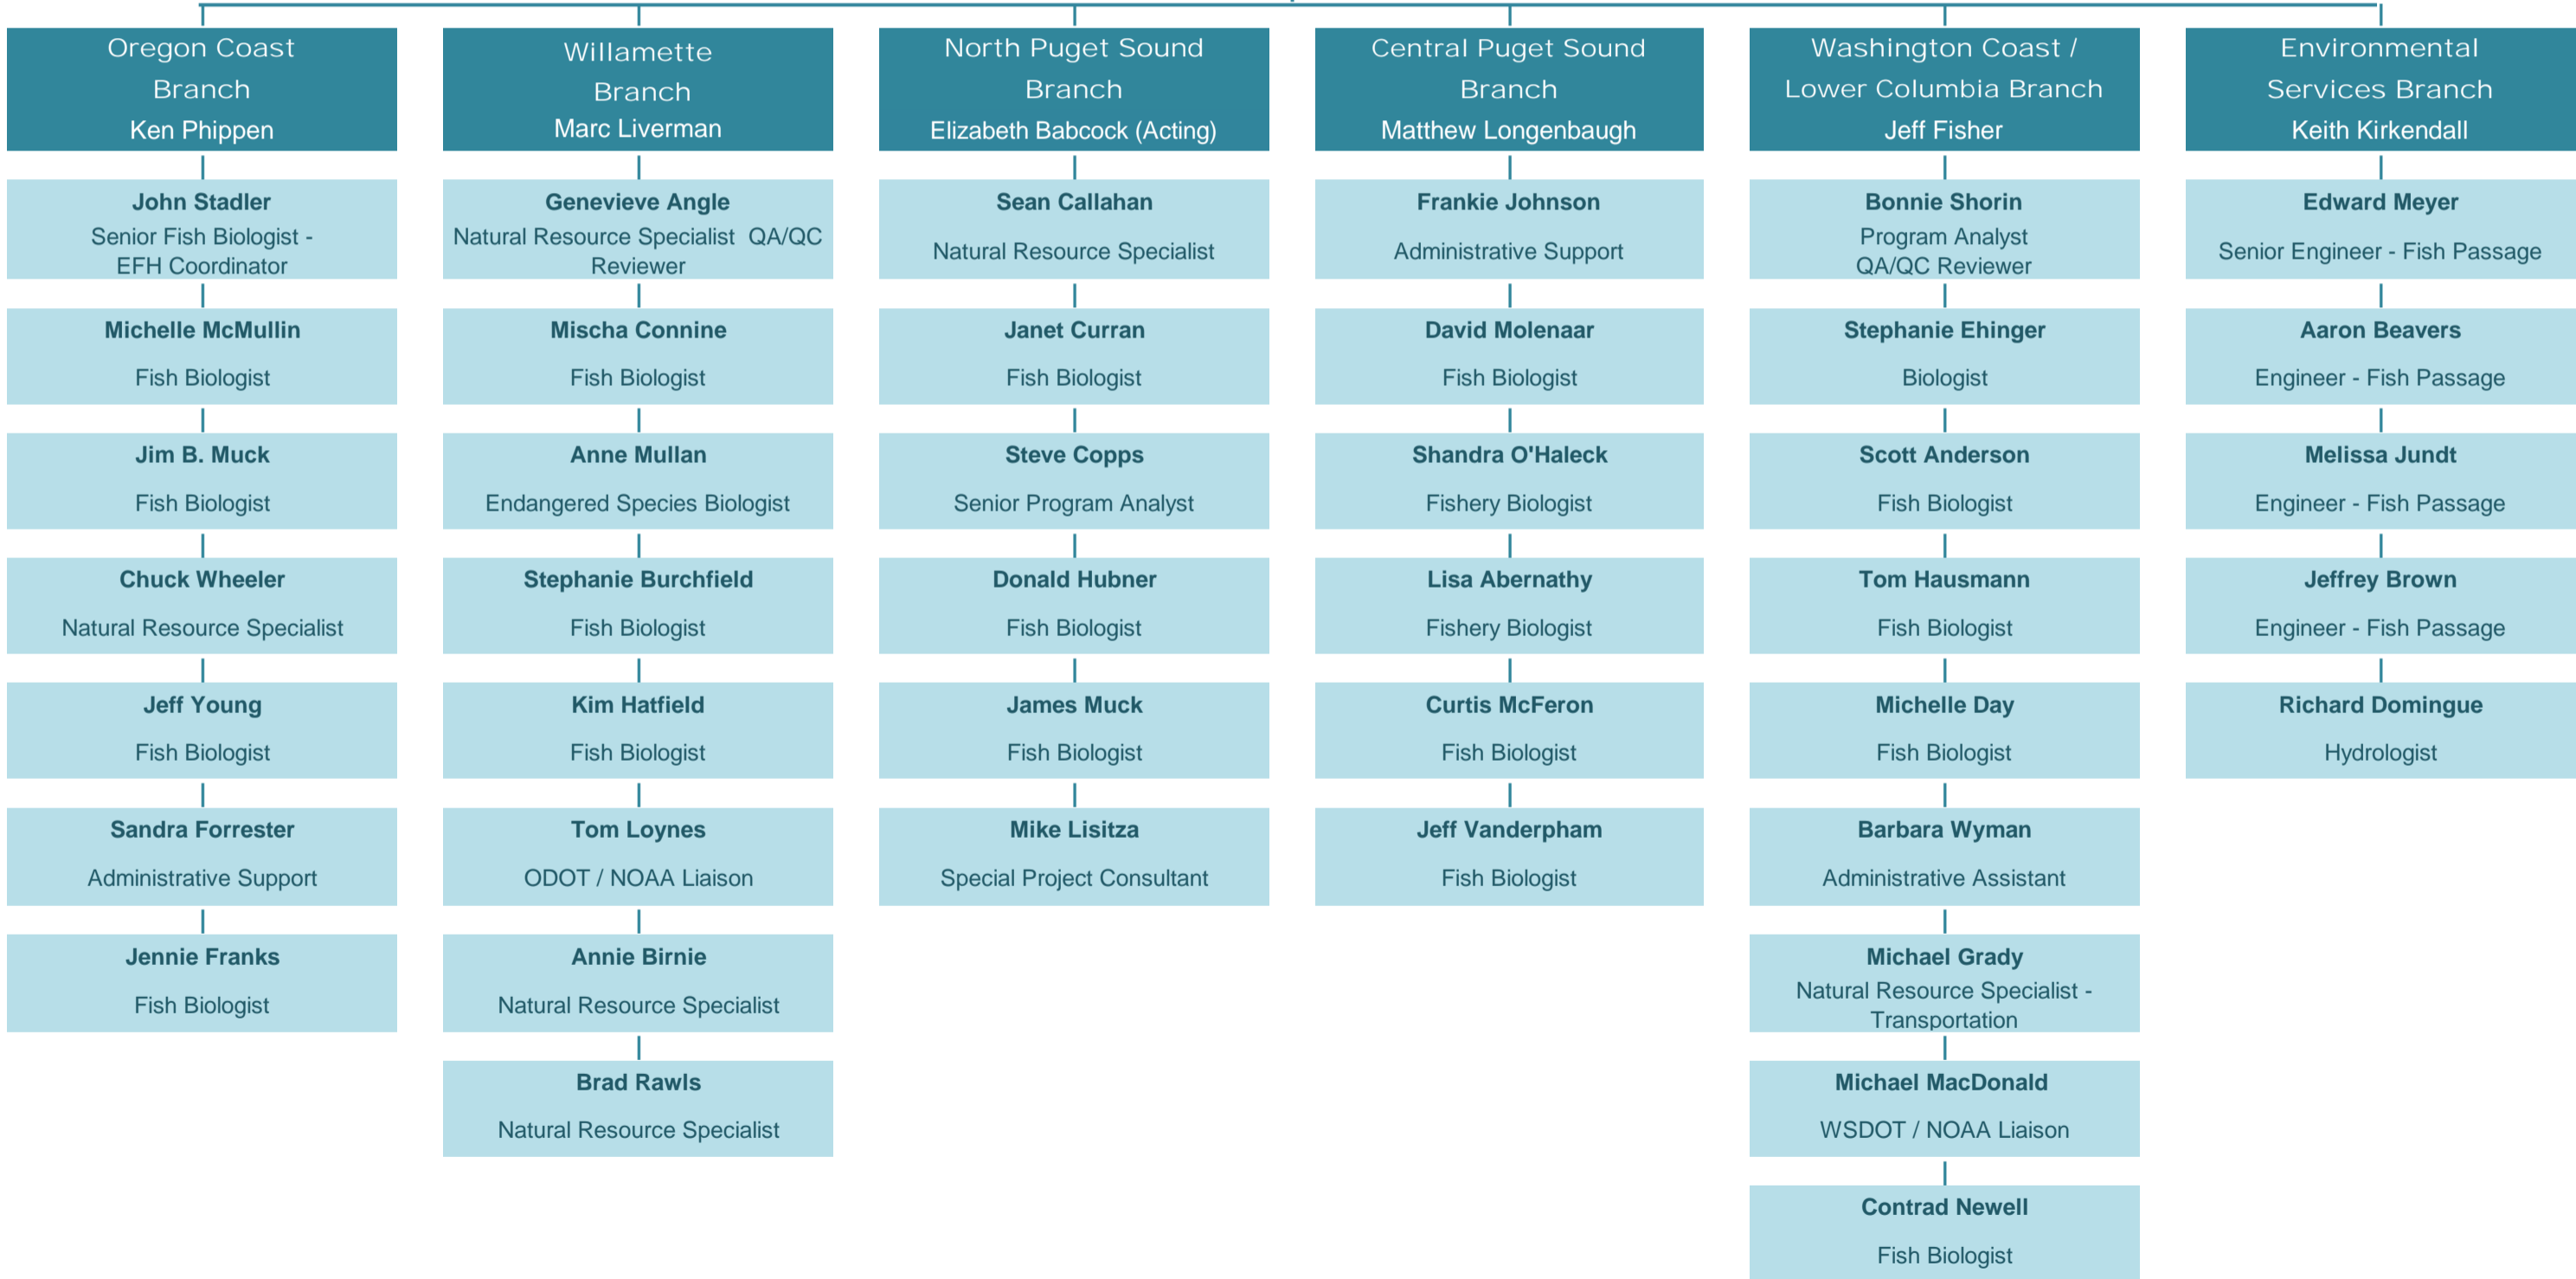 Oregon Coast
Branch
Ken Phippen
John Stadler
Senior Fish Biologist -
EFH Coordinator
Michelle McMullin
Fish Biologist
Jim B. Muck
Fish Biologist
Chuck Wheeler
Natural Resource Specialist
Jeff Young
Fish Biologist
Sandra Forrester
Administrative Support
Jennie Franks
Fish Biologist
Willamette
Branch
Marc Liverman
Genevieve Angle
Natural Resource Specialist QA/QC
Reviewer
Mischa Connine
Fish Biologist
Anne Mullan
Endangered Species Biologist
Stephanie Burchfield
Fish Biologist
Kim Hatfield
Fish Biologist
Tom Loynes
ODOT / NOAA Liaison
Annie Birnie
Natural Resource Specialist
Brad Rawls
Natural Resource Specialist
North Puget Sound
Branch
Elizabeth Babcock (Acting)
Sean Callahan
Natural Resource Specialist
Janet Curran
Fish Biologist
Steve Copps
Senior Program Analyst
Donald Hubner
Fish Biologist
James Muck
Fish Biologist
Mike Lisitza
Special Project Consultant
Central Puget Sound
Branch
Matthew Longenbaugh
Frankie Johnson
Administrative Support
David Molenaar
Fish Biologist
Shandra O'Haleck
Fishery Biologist
Lisa Abernathy
Fishery Biologist
Curtis McFeron
Fish Biologist
Jeff Vanderpham
Fish Biologist
Washington Coast /
Lower Columbia Branch
Jeff Fisher
Bonnie Shorin
Program Analyst
QA/QC Reviewer
Stephanie Ehinger
Biologist
Scott Anderson
Fish Biologist
Tom Hausmann
Fish Biologist
Michelle Day
Fish Biologist
Barbara Wyman
Administrative Assistant
Michael Grady
Natural Resource Specialist -
Transportation
Michael MacDonald
WSDOT / NOAA Liaison
Contrad Newell
Fish Biologist
Environmental
Services Branch
Keith Kirkendall
Edward Meyer
Senior Engineer - Fish Passage
Aaron Beavers
Engineer - Fish Passage
Melissa Jundt
Engineer - Fish Passage
Jeffrey Brown
Engineer - Fish Passage
Richard Domingue
Hydrologist